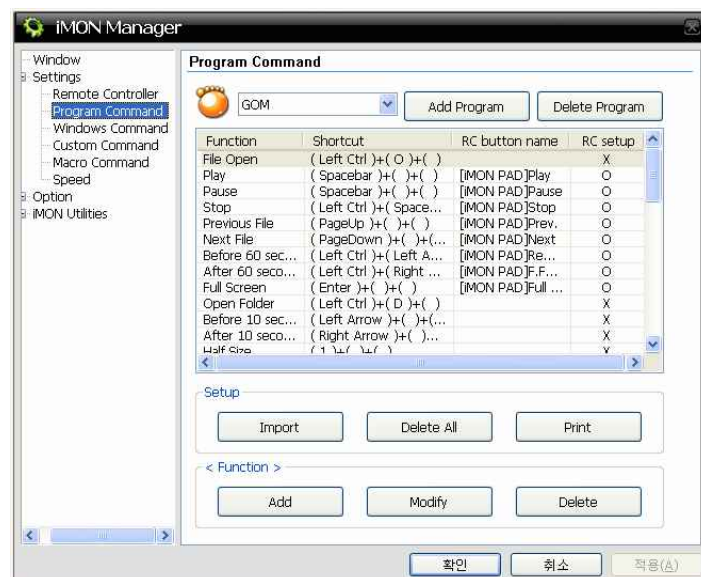 iMON Manager
Window
Settings
Remote Controller
Program Command
Windows Command
Custom Command
Macro Command
Speed
Option
iMON Utilities
Program Command
GOM
Add Program
Delete Program
Function Shortcut RC button name RC setup
File Open ( Left Ctrl )+( O )+( ) X
Play ( Spacebar )+( )+( ) [iMON PAD]Play O
Pause ( Spacebar )+( )+( ) [iMON PAD]Pause O
Stop ( Left Ctrl )+( Space... [iMON PAD]Stop O
Previous File ( PageUp )+( )+( ) [iMON PAD]Prev. O
Next File ( PageDown )+( )+(... [iMON PAD]Next O
Before 60 sec... ( Left Ctrl )+( Left A... [iMON PAD]Re... O
After 60 seco... ( Left Ctrl )+( Right ... [iMON PAD]F.F... O
Full Screen ( Enter )+( )+( ) [iMON PAD]Full ... O
Open Folder ( Left Ctrl )+( D )+( ) X
Before 10 sec... ( Left Arrow )+( )+(... X
After 10 seco... ( Right Arrow )+( )... X
Half Size ( 1 )+( )+( ) X
Setup
Import
Delete All
Print
< Function >
Add
Modify
Delete
확인
취소
적용(A)